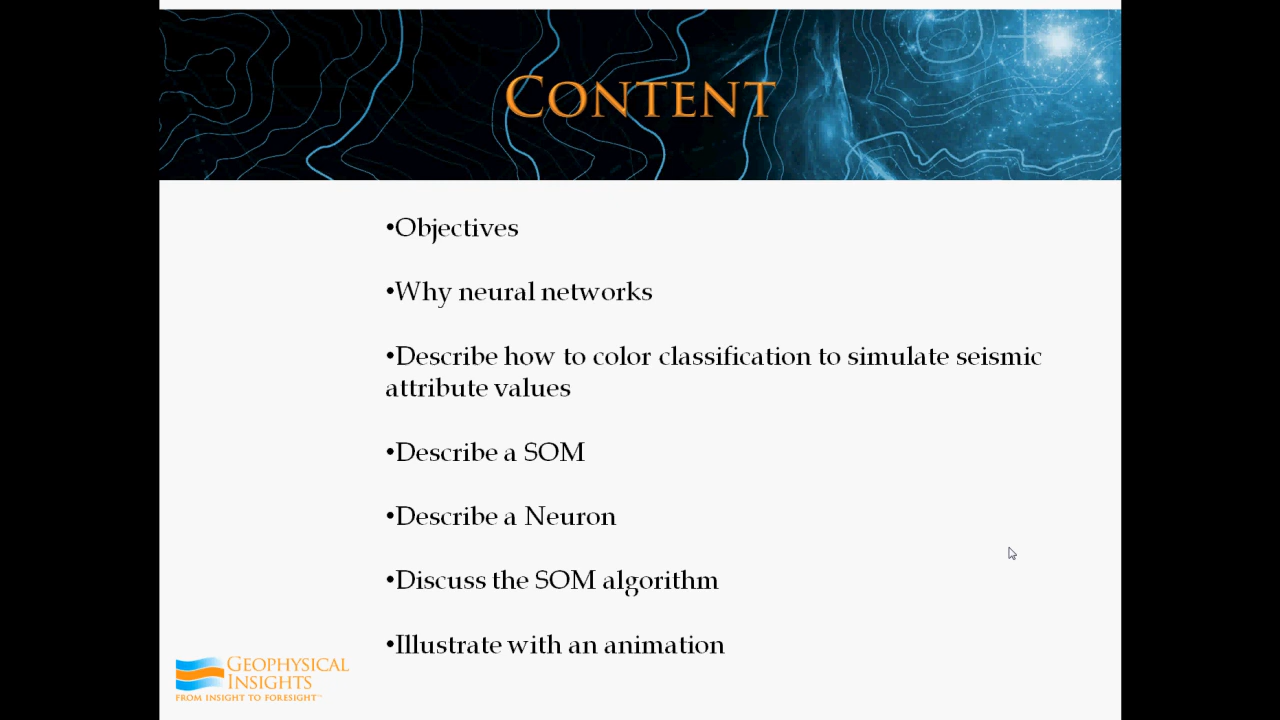 CONTENT
•Objectives
•Why neural networks
•Describe how to color classification to simulate seismic
attribute values
•Describe a SOM
•Describe a Neuron
•Discuss the SOM algorithm
•Illustrate with an animation
GEOPHYSICAL
INSIGHTS
FROM INSIGHT TO FORESIGHT™